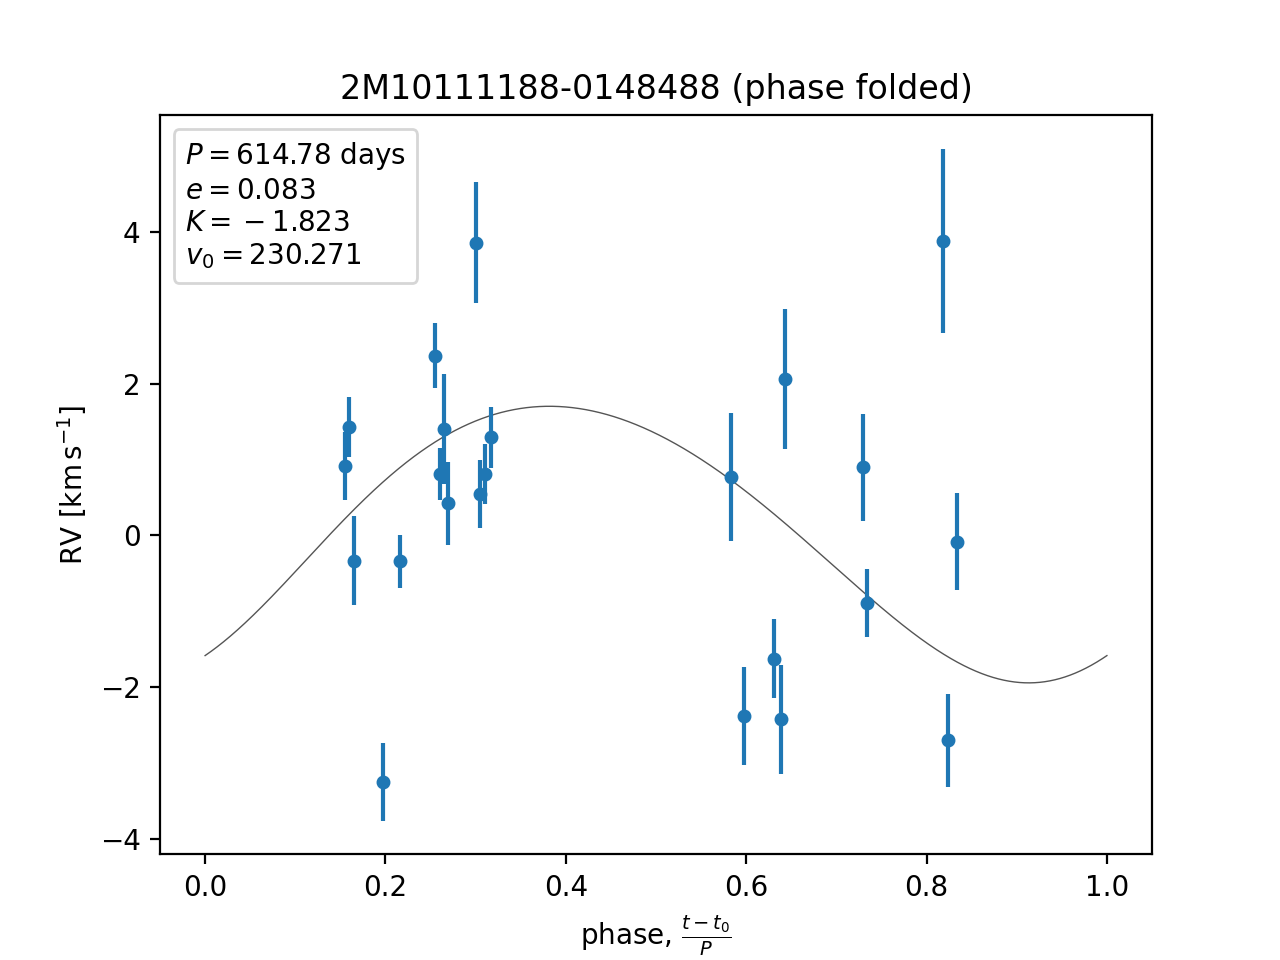 2M10111188-0148488 (phase folded)
P = 614.78 days
e = 0.083
K = −1.823
v₀ = 230.271
4
2
0
−2
−4
RV [km s⁻¹]
0.0 0.2 0.4 0.6 0.8 1.0
phase, (t − t₀)/P